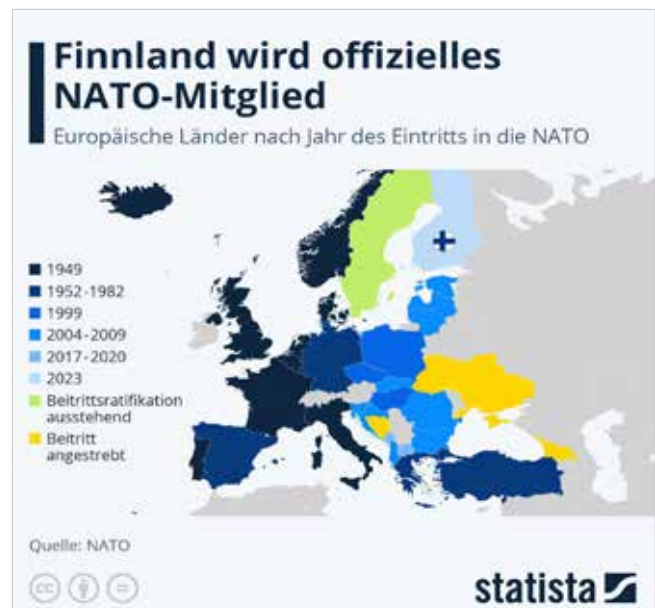 Finnland wird offizielles
NATO-Mitglied
Europäische Länder nach Jahr des Eintritts in die NATO
1949
1952-1982
1999
2004-2009
2017-2020
2023
Beitrittsratifikation
ausstehend
Beitritt
angestrebt
Quelle: NATO
cc
statista